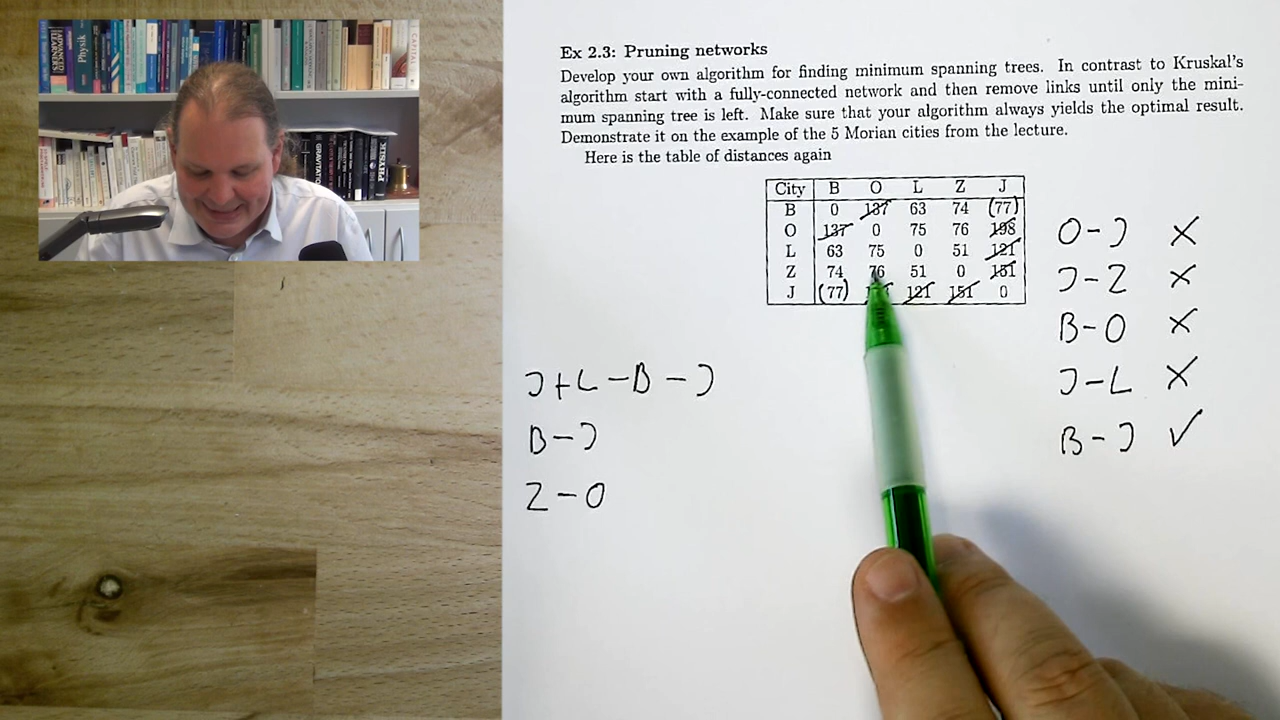 Ex 2.3: Pruning networks
Develop your own algorithm for finding minimum spanning trees. In contrast to Kruskal's
algorithm start with a fully-connected network and then remove links until only the mini-
mum spanning tree is left. Make sure that your algorithm always yields the optimal result.
Demonstrate it on the example of the 5 Morian cities from the lecture.
Here is the table of distances again
City B O L Z J
B 0 137 63 74 (77)
O 137 0 75 76 198
L 63 75 0 51 121
Z 74 76 51 0 151
J (77) 121 151 0
O-J X
J-Z X
B-O X
J-L X
B-J ✓
J+L-B-J
B-J
Z-O
Physik
GRAVITATION
PHYSIK
CAPITAL